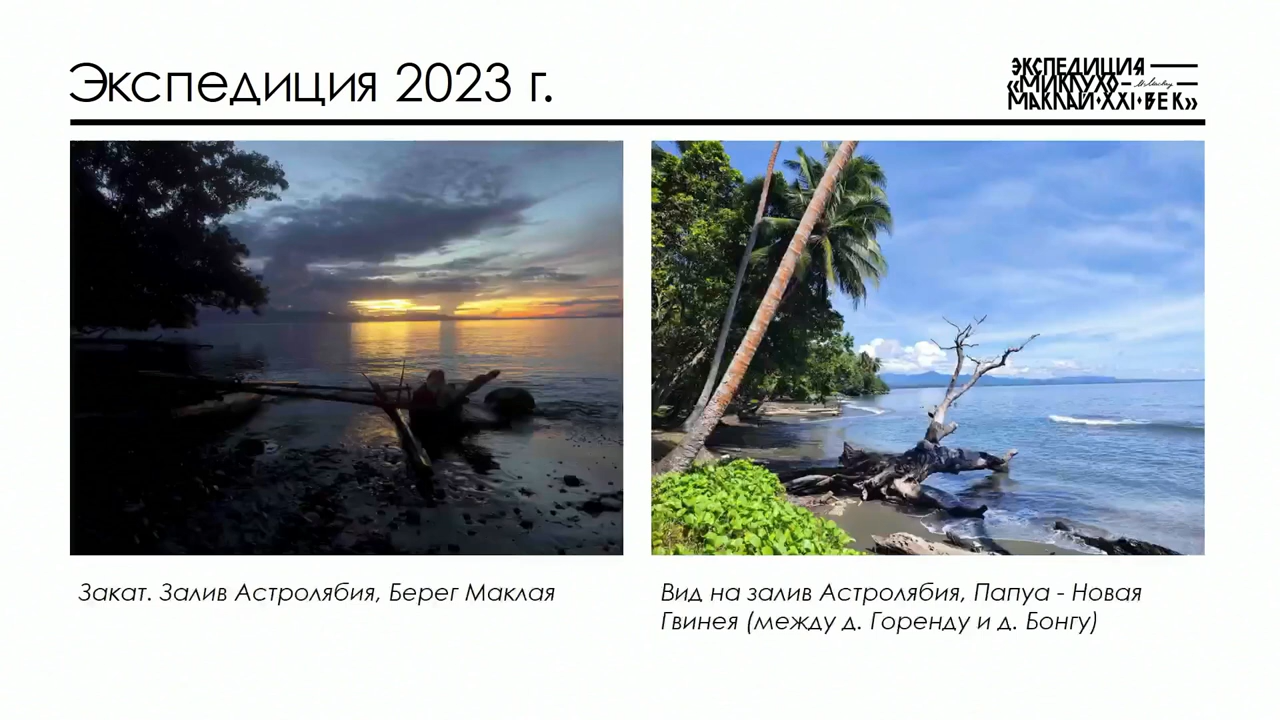 Экспедиция 2023 г.
ЭКСПЕДИЦИЯ
«МИКЛУХО-
МАКЛАЙ•XXI•ВЕК»
Закат. Залив Астролябия, Берег Маклая
Вид на залив Астролябия, Папуа - Новая
Гвинея (между д. Горенду и д. Бонгу)